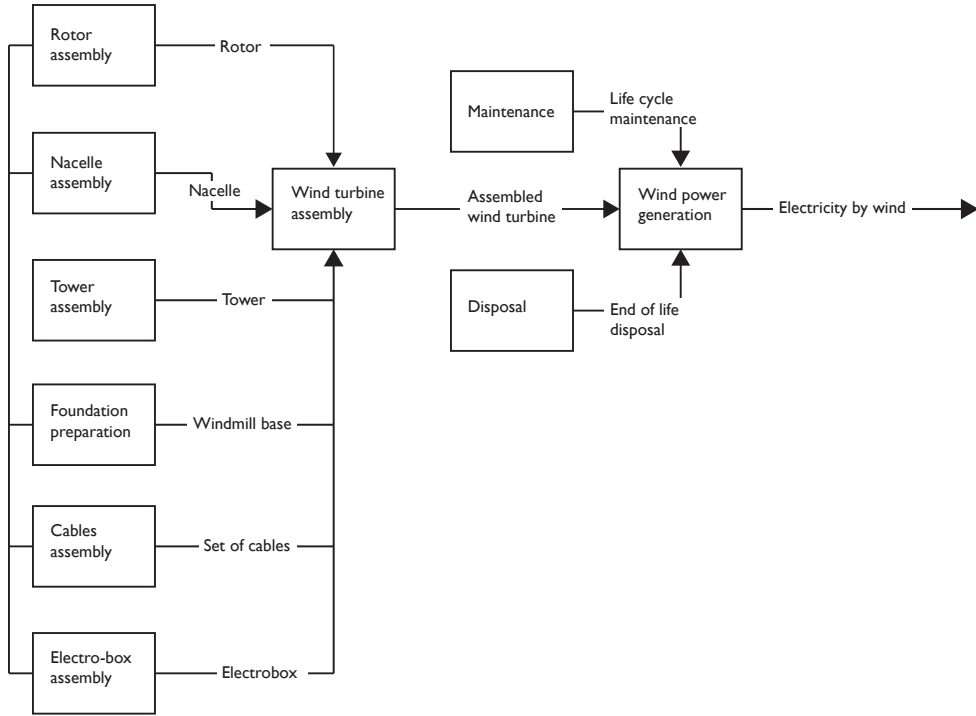 Rotor
assembly
Rotor
Nacelle
assembly
Nacelle
Tower
assembly
Tower
Foundation
preparation
Windmill base
Cables
assembly
Set of cables
Electro-box
assembly
Electrobox
Wind turbine
assembly
Assembled
wind turbine
Maintenance
Life cycle
maintenance
Disposal
End of life
disposal
Wind power
generation
Electricity by wind